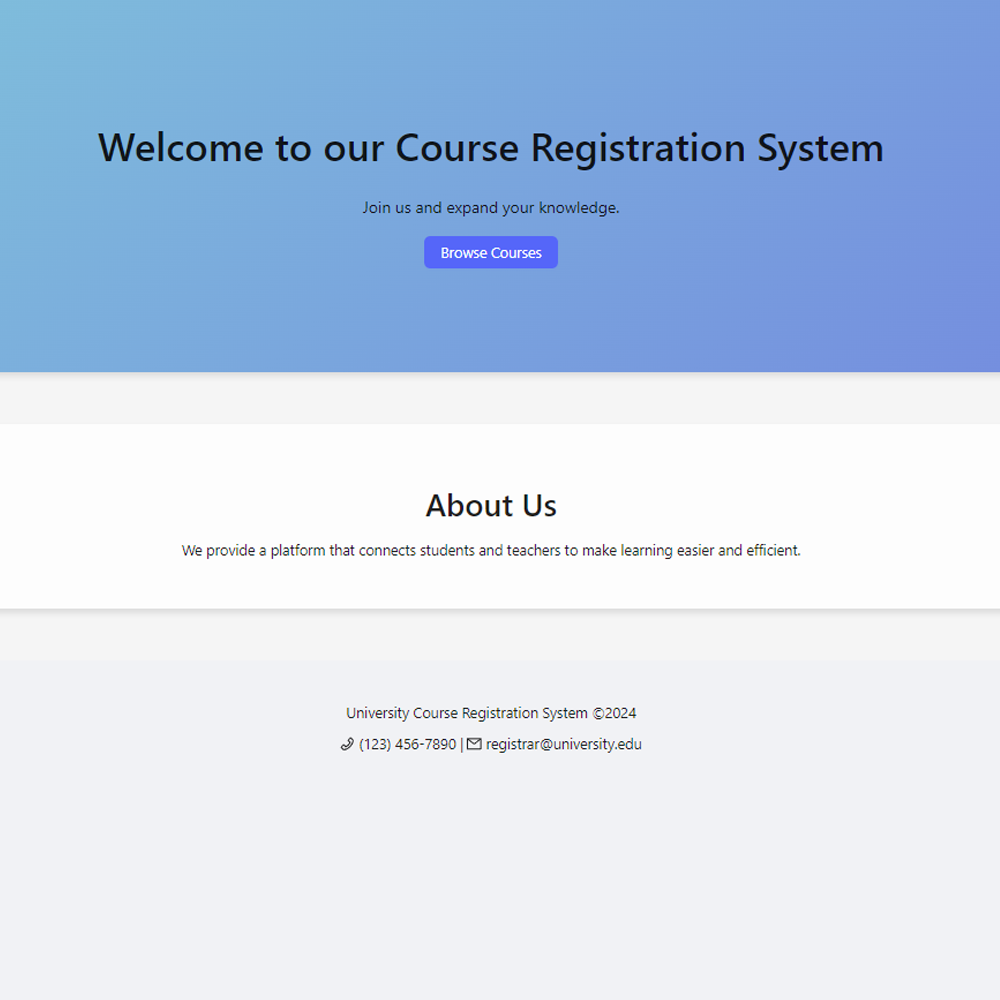 Welcome to our Course Registration System
Join us and expand your knowledge.
Browse Courses
About Us
We provide a platform that connects students and teachers to make learning easier and efficient.
University Course Registration System ©2024
(123) 456-7890 | registrar@university.edu